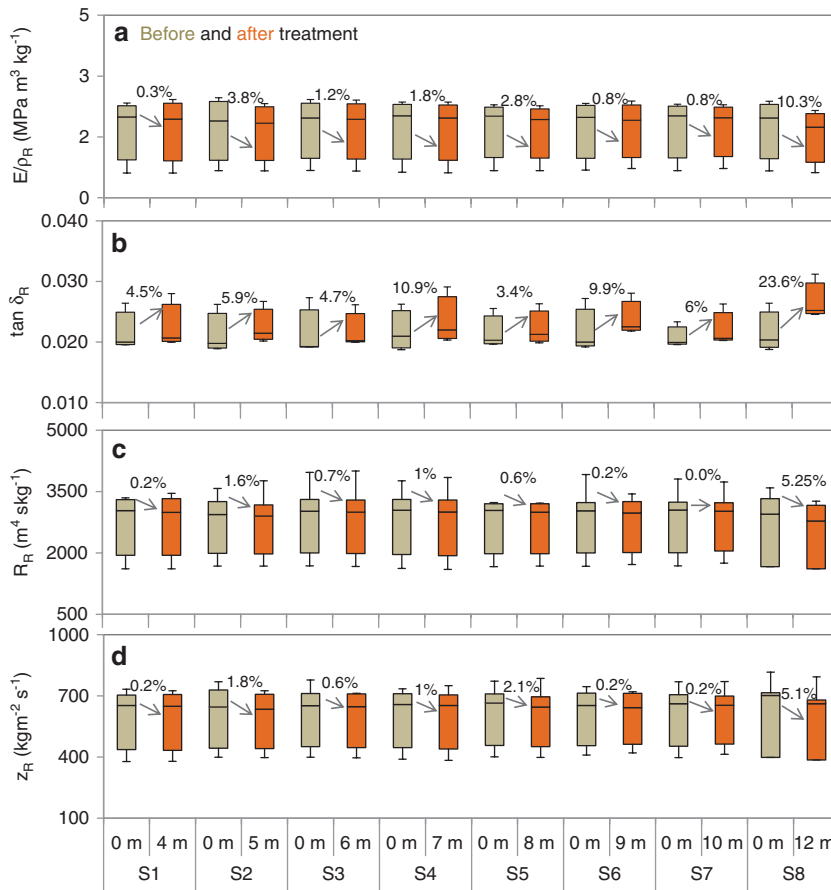 5
a Before and after treatment
3
0.3% 3.8% 1.2% 1.8% 2.8% 0.8% 0.8% 10.3%
E/ρR (MPa m³ kg⁻¹)
2
0
0.040
b
0.030
4.5% 5.9% 4.7% 10.9% 3.4% 9.9% 6% 23.6%
tan δR
0.020
0.010
5000
c
3500
0.2% 1.6% 0.7% 1% 0.6% 0.2% 0.0% 5.25%
RR (m⁴ skg⁻¹)
2000
500
1000
d
700
0.2% 1.8% 0.6% 1% 2.1% 0.2% 0.2% 5.1%
zR (kgm⁻² s⁻¹)
400
100
0 m 4 m 0 m 5 m 0 m 6 m 0 m 7 m 0 m 8 m 0 m 9 m 0 m 10 m 0 m 12 m
S1 S2 S3 S4 S5 S6 S7 S8